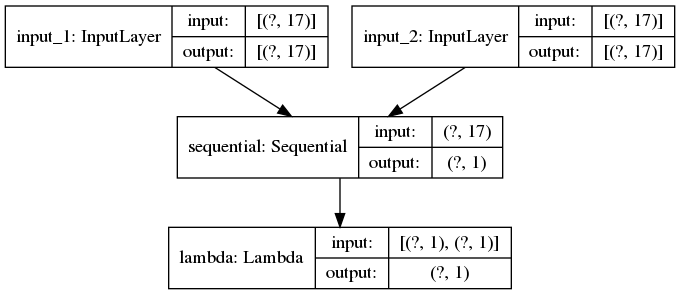 input_1: InputLayer input: [(?, 17)] output: [(?, 17)]
input_2: InputLayer input: [(?, 17)] output: [(?, 17)]
sequential: Sequential input: (?, 17) output: (?, 1)
lambda: Lambda input: [(?, 1), (?, 1)] output: (?, 1)